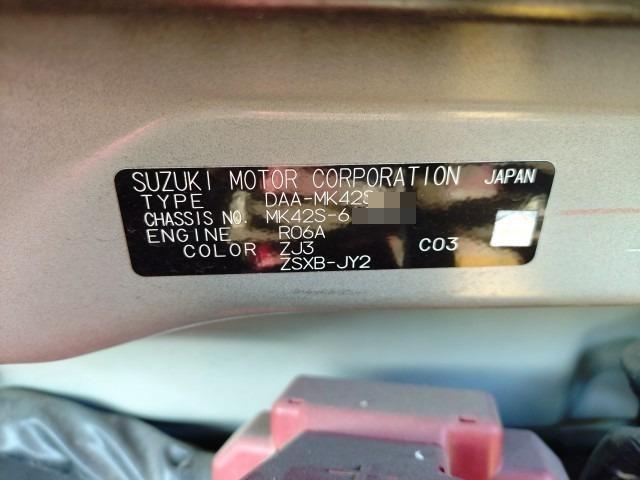 SUZUKI MOTOR CORPORATION JAPAN
TYPE DAA-MK42S
CHASSIS NO. MK42S-6
ENGINE R06A
COLOR ZJ3 C03
ZSXB-JY2